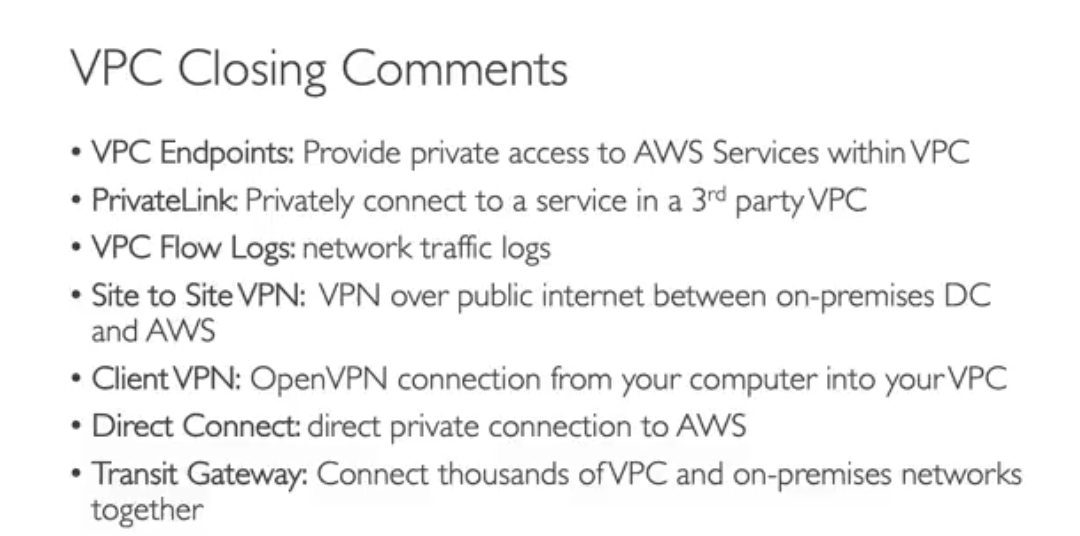 VPC Closing Comments
• VPC Endpoints: Provide private access to AWS Services within VPC
• PrivateLink: Privately connect to a service in a 3rd party VPC
• VPC Flow Logs: network traffic logs
• Site to Site VPN: VPN over public internet between on-premises DC
and AWS
• Client VPN: OpenVPN connection from your computer into your VPC
• Direct Connect: direct private connection to AWS
• Transit Gateway: Connect thousands of VPC and on-premises networks
together